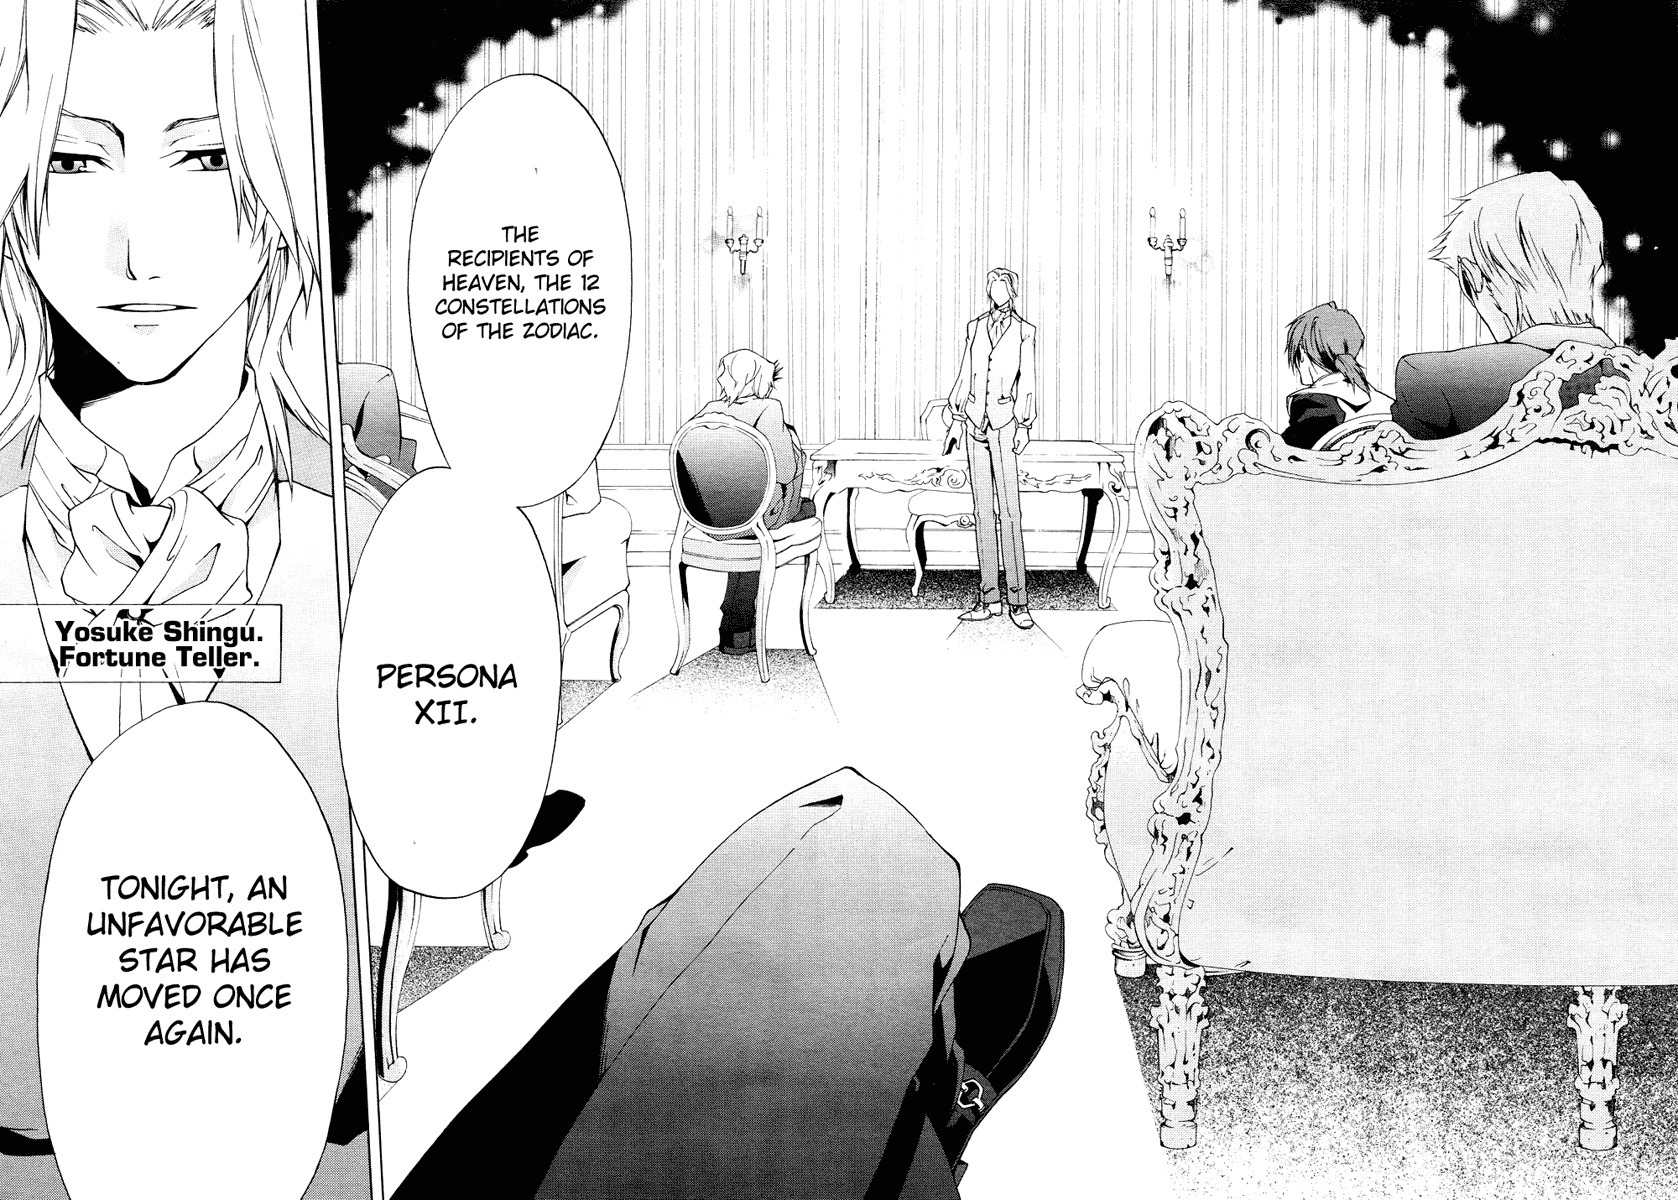 THE
RECIPIENTS OF
HEAVEN, THE 12
CONSTELLATIONS
OF THE ZODIAC.
PERSONA
XII.
Yosuke Shingu.
Fortune Teller.
TONIGHT, AN
UNFAVORABLE
STAR HAS
MOVED ONCE
AGAIN.